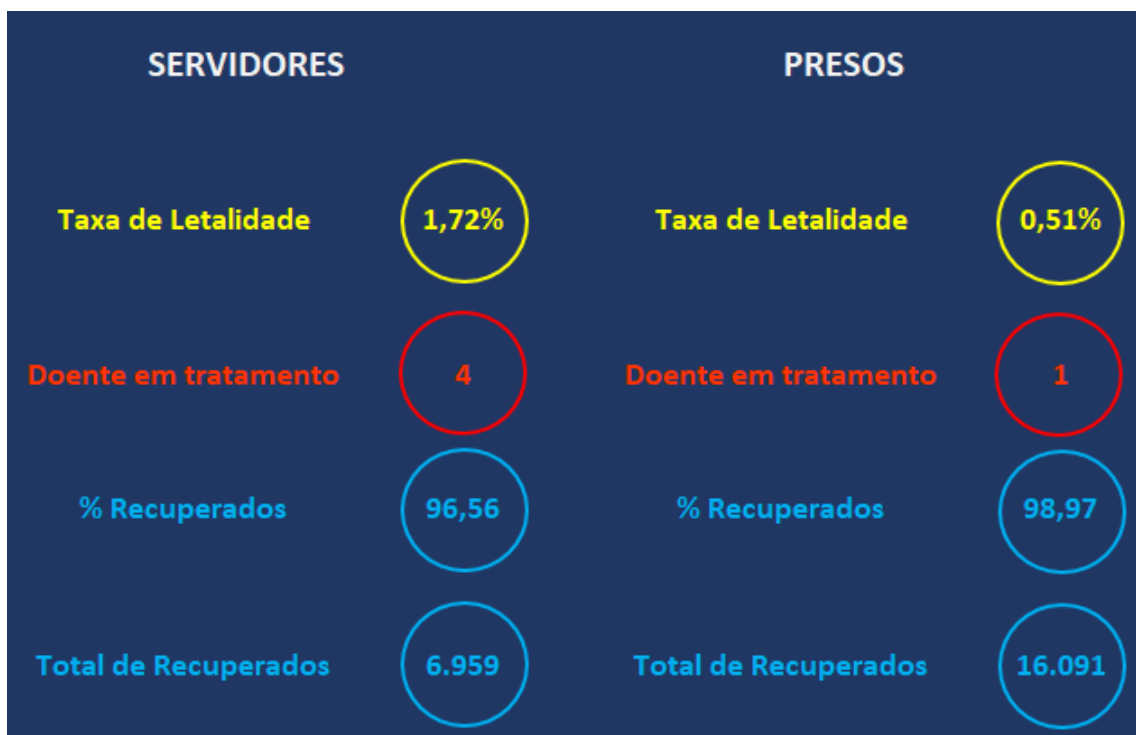 SERVIDORES PRESOS
Taxa de Letalidade 1,72% Taxa de Letalidade 0,51%
Doente em tratamento 4 Doente em tratamento 1
% Recuperados 96,56 % Recuperados 98,97
Total de Recuperados 6.959 Total de Recuperados 16.091